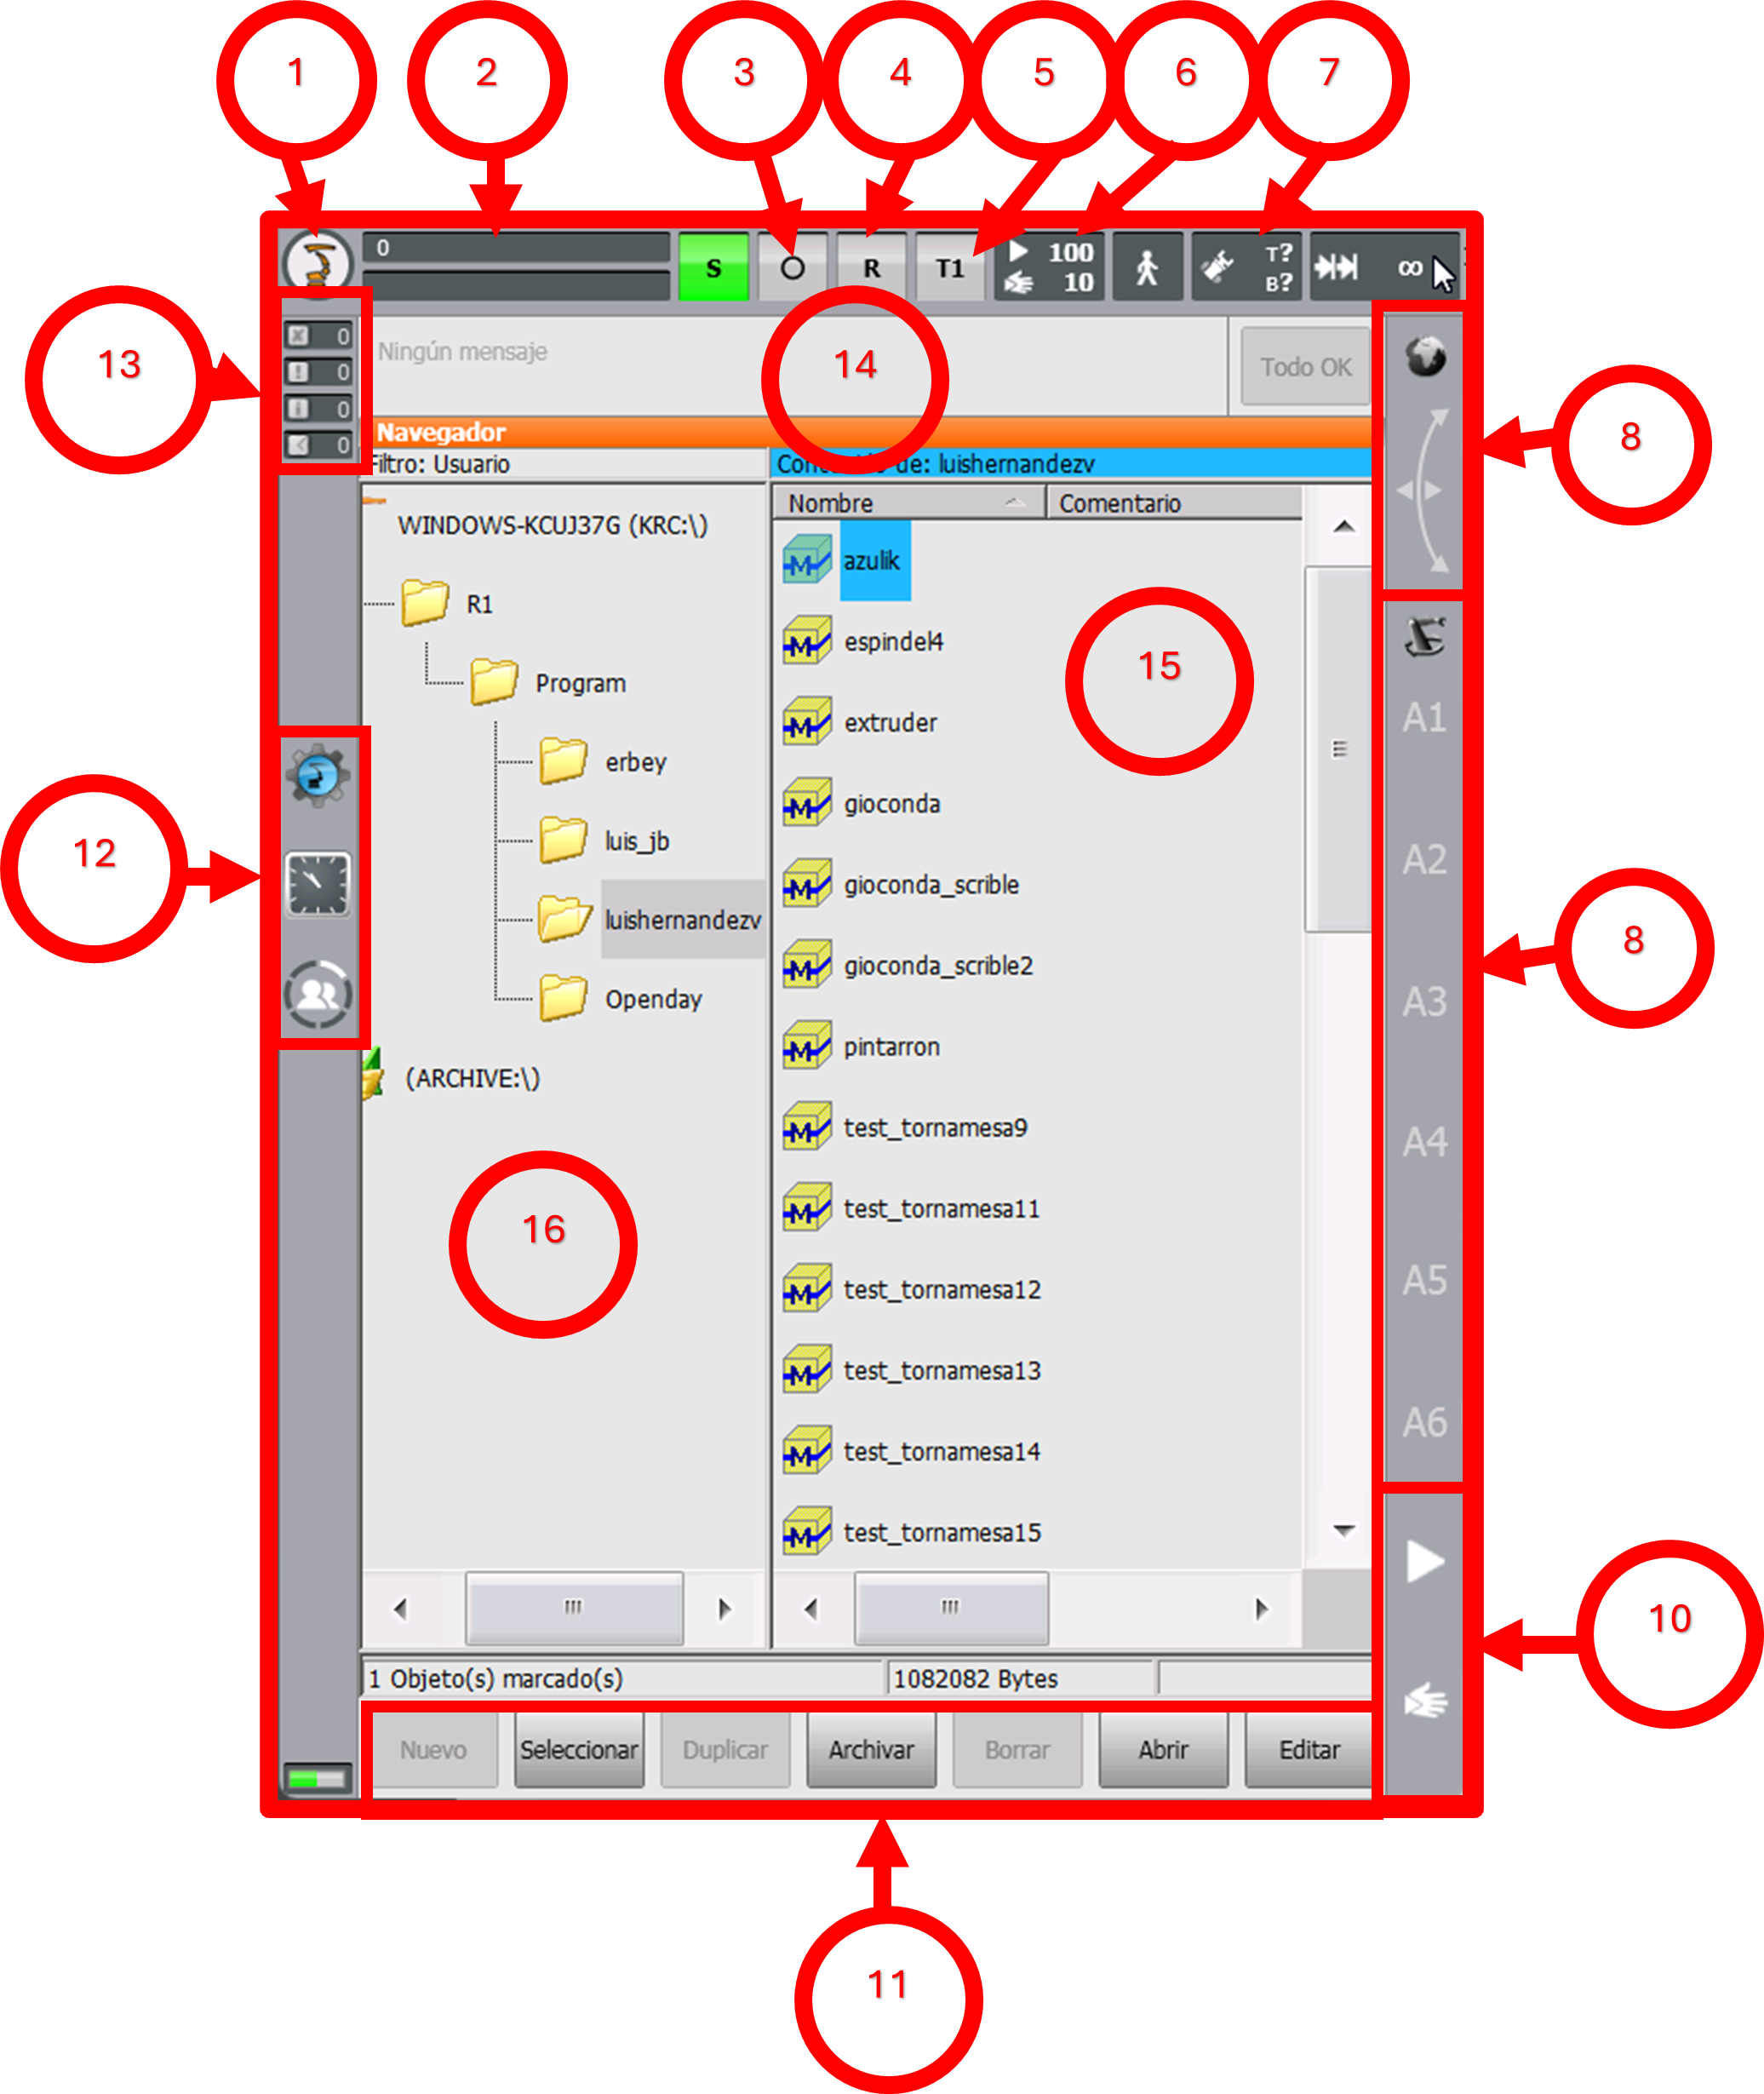 1 2 3 4 5 6 7
0
S O R T1 100 T? ∞
10 B?
13
0
0
0
0
Ningún mensaje
14
Todo OK
8
Navegador
Filtro: Usuario
de: luishernandezv
Nombre Comentario
WINDOWS-KCUJ37G (KRC:\)
R1
Program
erbey
luis_jb
luishernandezv
Openday
(ARCHIVE:\)
16
azulik
espindel4
extruder
gioconda
gioconda_scrible
gioconda_scrible2
pintarron
test_tornamesa9
test_tornamesa11
test_tornamesa12
test_tornamesa13
test_tornamesa14
test_tornamesa15
15
12
A1
A2
A3
A4
A5
A6
8
10
1 Objeto(s) marcado(s) 1082082 Bytes
Nuevo Seleccionar Duplicar Archivar Borrar Abrir Editar
11